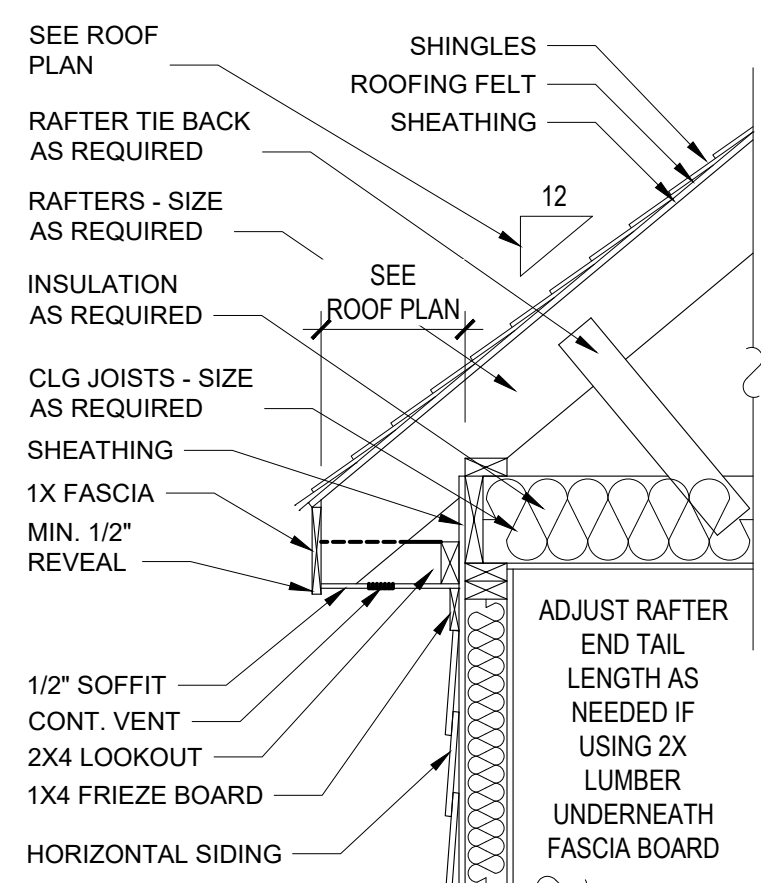 SEE ROOF
PLAN
RAFTER TIE BACK
AS REQUIRED
RAFTERS - SIZE
AS REQUIRED
INSULATION
AS REQUIRED
CLG JOISTS - SIZE
AS REQUIRED
SHEATHING
1X FASCIA
MIN. 1/2"
REVEAL
1/2" SOFFIT
CONT. VENT
2X4 LOOKOUT
1X4 FRIEZE BOARD
HORIZONTAL SIDING
SHINGLES
ROOFING FELT
SHEATHING
12
SEE
ROOF PLAN
ADJUST RAFTER
END TAIL
LENGTH AS
NEEDED IF
USING 2X
LUMBER
UNDERNEATH
FASCIA BOARD